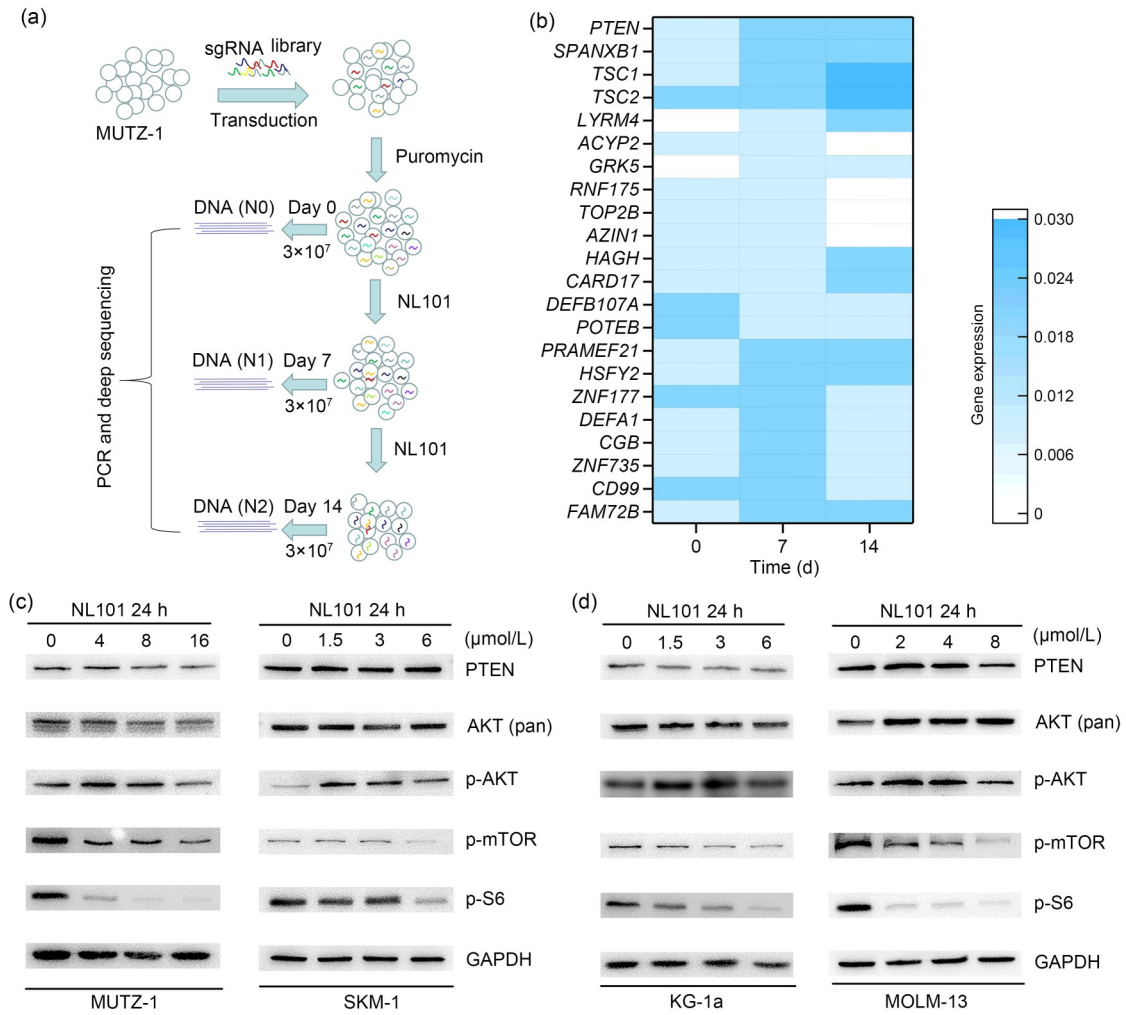 (a)
sgRNA library
MUTZ-1
Transduction
Puromycin
DNA (N0) Day 0
3×10⁷
NL101
DNA (N1) Day 7
3×10⁷
NL101
DNA (N2) Day 14
3×10⁷
PCR and deep sequencing
(b)
PTEN
SPANXB1
TSC1
TSC2
LYRM4
ACYP2
GRK5
RNF175
TOP2B
AZIN1
HAGH
CARD17
DEFB107A
POTEB
PRAMEF21
HSFY2
ZNF177
DEFA1
CGB
ZNF735
CD99
FAM72B
0 7 14
Time (d)
Gene expression
0.030
0.024
0.018
0.012
0.006
0
(c)
NL101 24 h NL101 24 h
0 4 8 16 0 1.5 3 6 (μmol/L)
PTEN
AKT (pan)
p-AKT
p-mTOR
p-S6
GAPDH
MUTZ-1 SKM-1
(d)
NL101 24 h NL101 24 h
0 1.5 3 6 0 2 4 8 (μmol/L)
PTEN
AKT (pan)
p-AKT
p-mTOR
p-S6
GAPDH
KG-1a MOLM-13